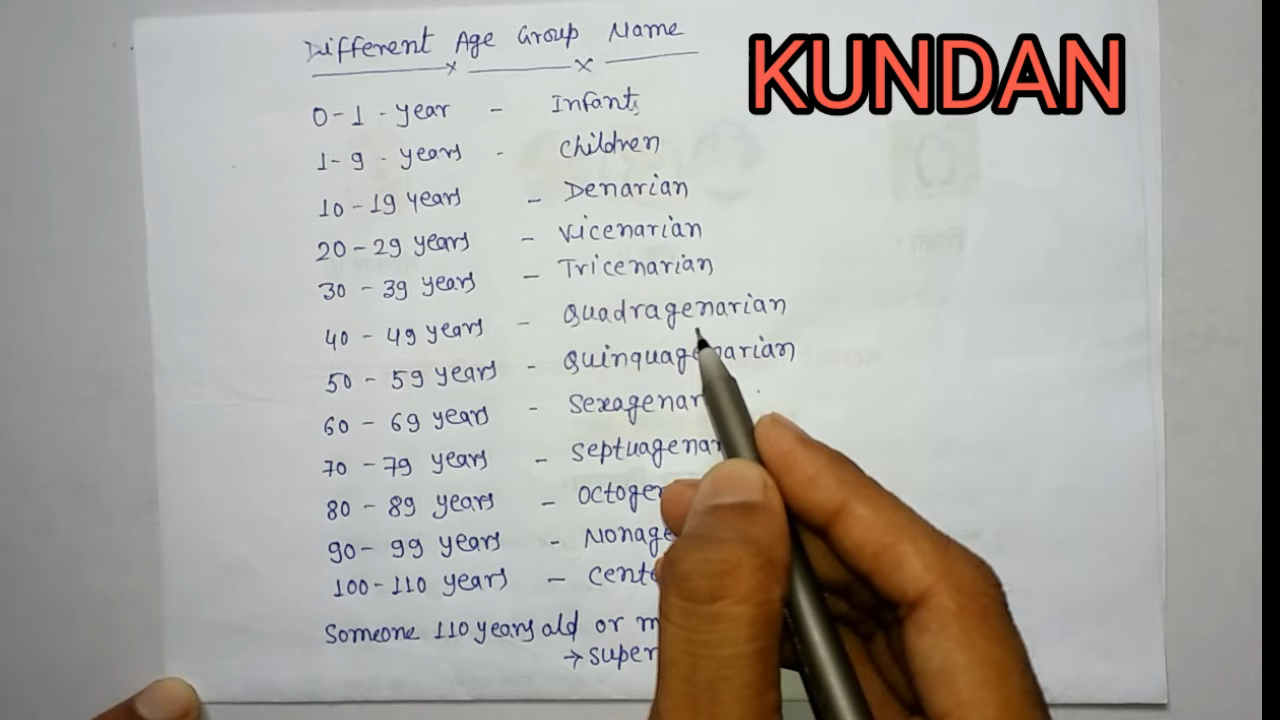 Different Age Group Name
KUNDAN
0-1 - year - Infants
1-9 - years - children
10-19 years - Denarian
20-29 years - Vicenarian
30-39 years - Tricenarian
40-49 years - Quadragenarian
50-59 years - Quinquagenarian
60-69 years - Sexagenar
70-79 years - Septuagenar
80-89 years - Octoge
90-99 years - Nonage
100-110 years - cente
Someone 110 years old or m
→ super